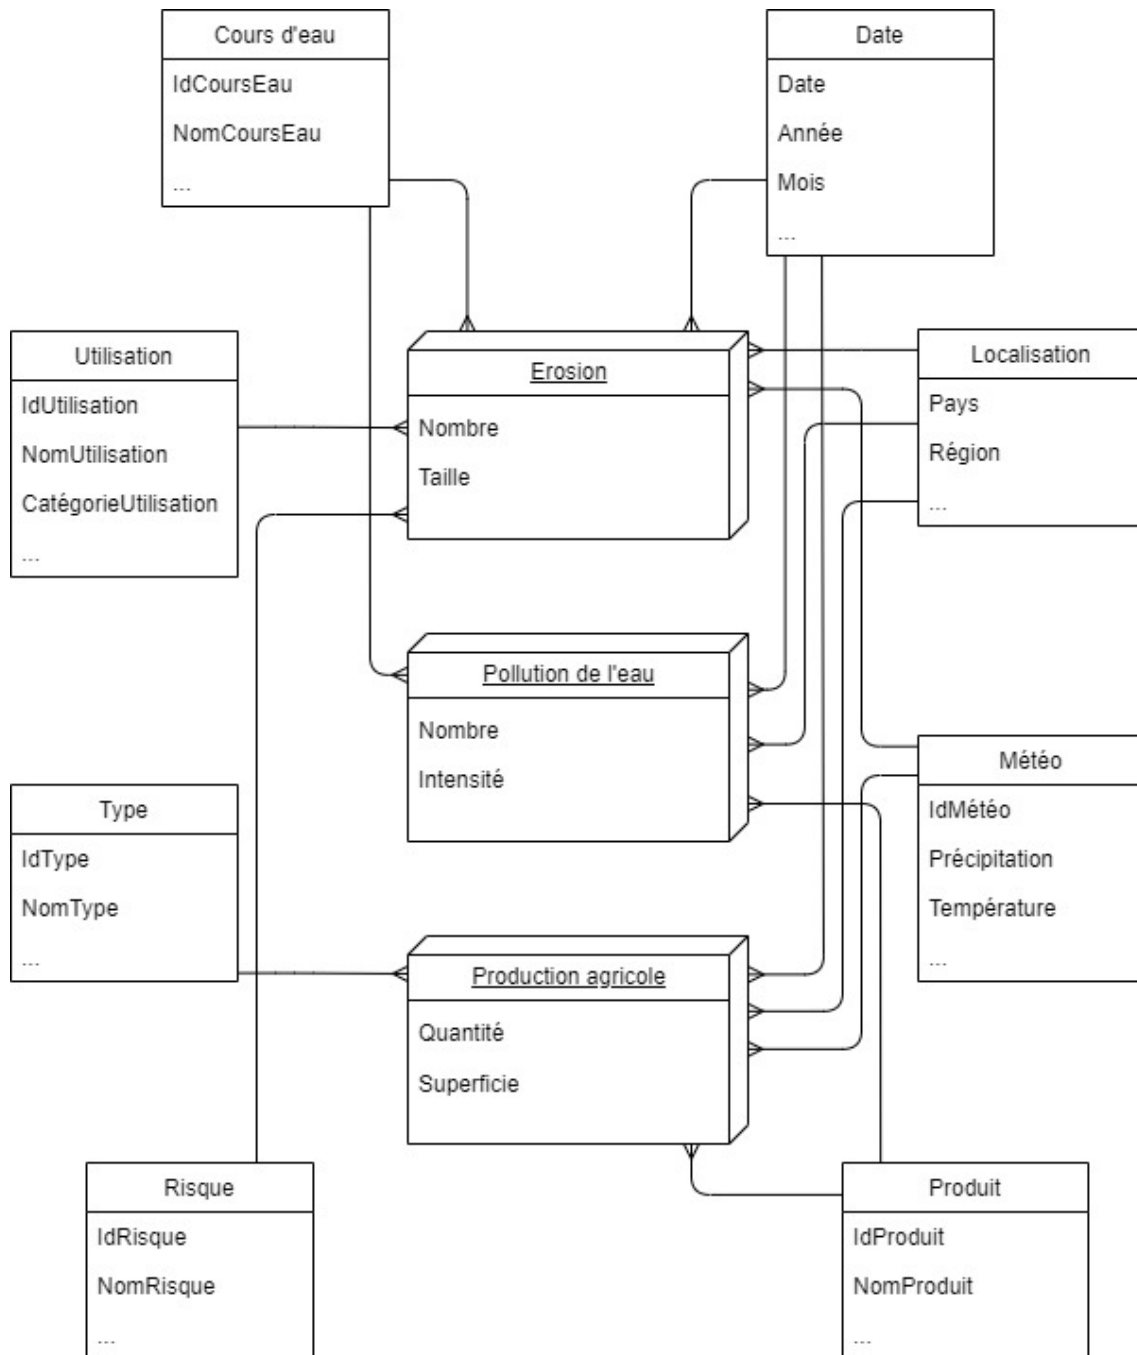 Cours d'eau
IdCoursEau
NomCoursEau
...
Date
Date
Année
Mois
...
Utilisation
IdUtilisation
NomUtilisation
CatégorieUtilisation
...
Erosion
Nombre
Taille
Localisation
Pays
Région
...
Pollution de l'eau
Nombre
Intensité
Météo
IdMétéo
Précipitation
Température
...
Type
IdType
NomType
...
Production agricole
Quantité
Superficie
Risque
IdRisque
NomRisque
...
Produit
IdProduit
NomProduit
...